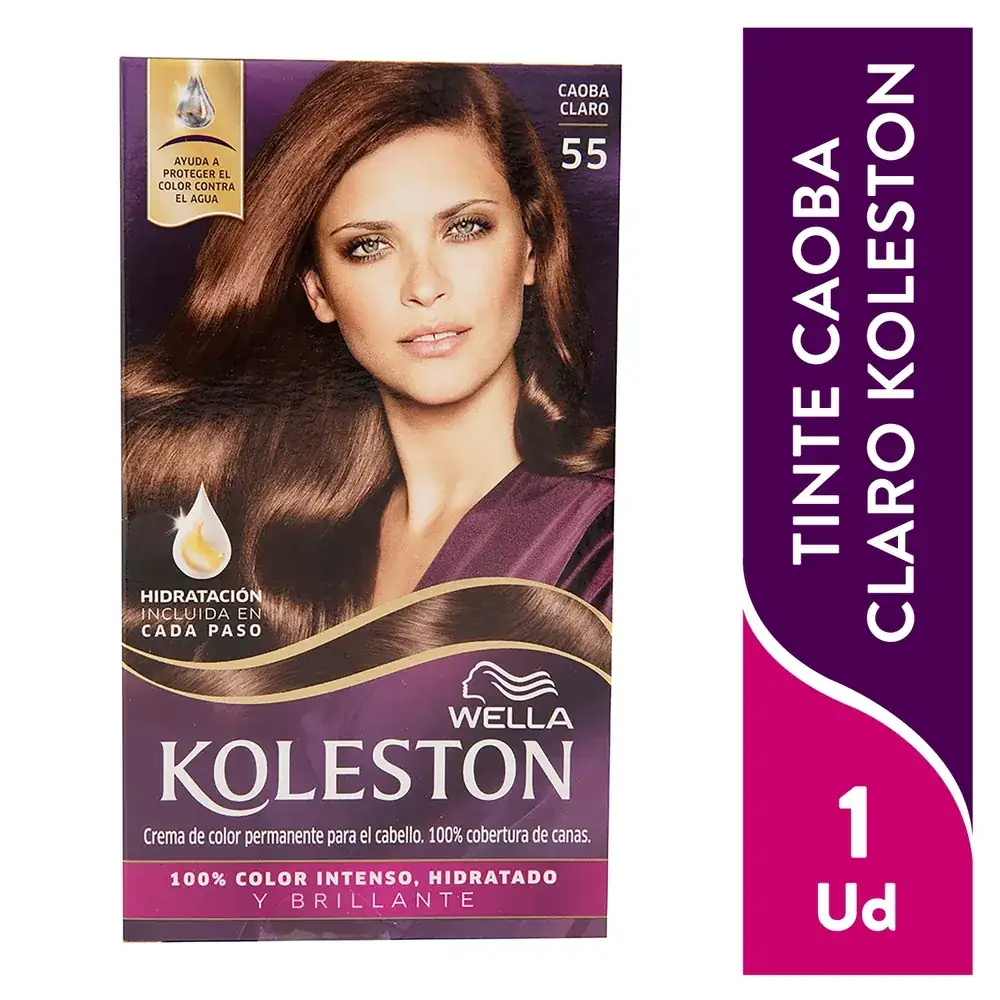 AYUDA A
PROTEGER EL
COLOR CONTRA
EL AGUA
CAOBA
CLARO
55
HIDRATACIÓN
INCLUIDA EN
CADA PASO
WELLA
KOLESTON
Crema de color permanente para el cabello. 100% cobertura de canas.
100% COLOR INTENSO, HIDRATADO
Y BRILLANTE
TINTE CAOBA
CLARO KOLESTON
1
Ud